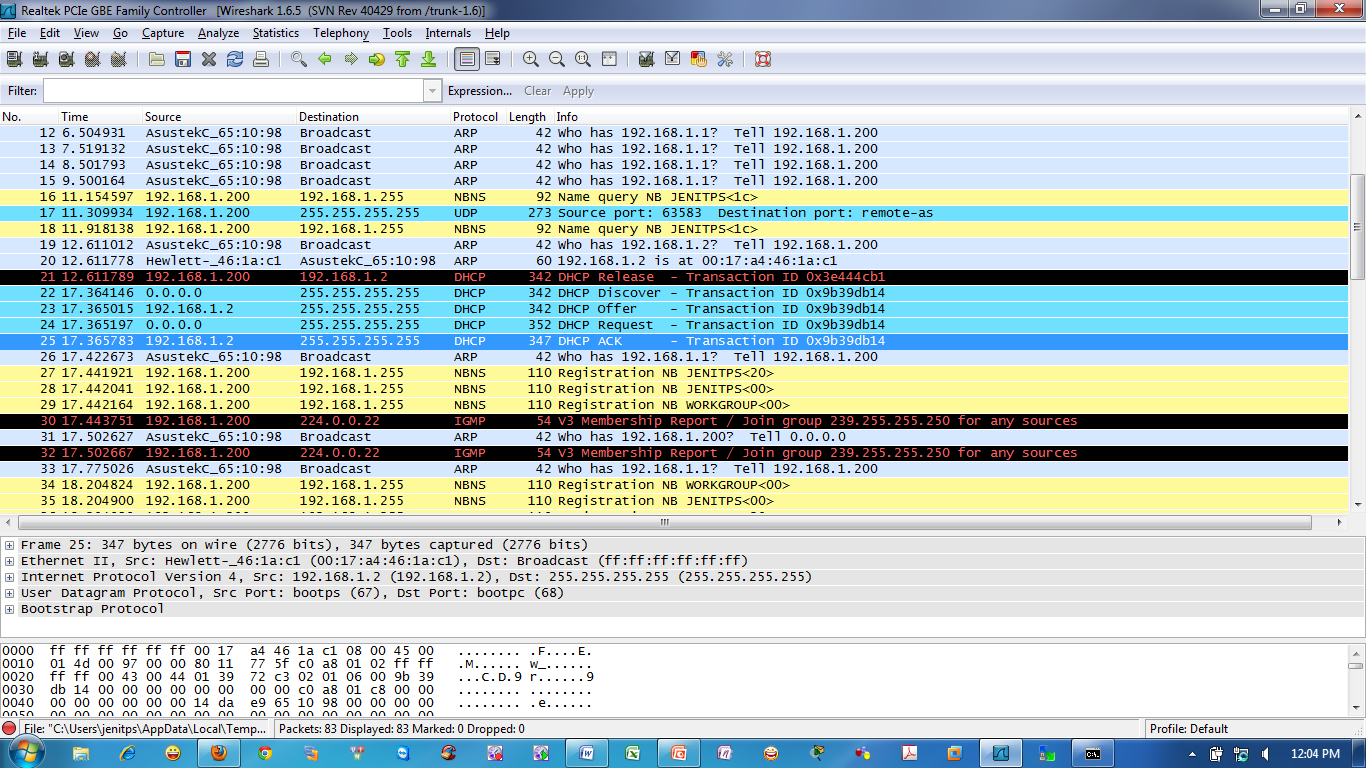 Realtek PCIe GBE Family Controller [Wireshark 1.6.5 (SVN Rev 40429 from /trunk-1.6)]
File Edit View Go Capture Analyze Statistics Telephony Tools Internals Help
Filter: Expression... Clear Apply
No. Time Source Destination Protocol Length Info
12 6.504931 AsustekC_65:10:98 Broadcast ARP 42 Who has 192.168.1.1? Tell 192.168.1.200
13 7.519132 AsustekC_65:10:98 Broadcast ARP 42 Who has 192.168.1.1? Tell 192.168.1.200
14 8.501793 AsustekC_65:10:98 Broadcast ARP 42 Who has 192.168.1.1? Tell 192.168.1.200
15 9.500164 AsustekC_65:10:98 Broadcast ARP 42 Who has 192.168.1.1? Tell 192.168.1.200
16 11.154597 192.168.1.200 192.168.1.255 NBNS 92 Name query NB JENITPS<1c>
17 11.309934 192.168.1.200 255.255.255.255 UDP 273 Source port: 63583 Destination port: remote-as
18 11.918138 192.168.1.200 192.168.1.255 NBNS 92 Name query NB JENITPS<1c>
19 12.611012 AsustekC_65:10:98 Broadcast ARP 42 Who has 192.168.1.2? Tell 192.168.1.200
20 12.611778 Hewlett-_46:1a:c1 AsustekC_65:10:98 ARP 60 192.168.1.2 is at 00:17:a4:46:1a:c1
21 12.611789 192.168.1.200 192.168.1.2 DHCP 342 DHCP Release - Transaction ID 0x3e444cb1
22 17.364146 0.0.0.0 255.255.255.255 DHCP 342 DHCP Discover - Transaction ID 0x9b39db14
23 17.365015 192.168.1.2 255.255.255.255 DHCP 342 DHCP Offer - Transaction ID 0x9b39db14
24 17.365197 0.0.0.0 255.255.255.255 DHCP 352 DHCP Request - Transaction ID 0x9b39db14
25 17.365783 192.168.1.2 255.255.255.255 DHCP 347 DHCP ACK - Transaction ID 0x9b39db14
26 17.422673 AsustekC_65:10:98 Broadcast ARP 42 Who has 192.168.1.1? Tell 192.168.1.200
27 17.441921 192.168.1.200 192.168.1.255 NBNS 110 Registration NB JENITPS<20>
28 17.442041 192.168.1.200 192.168.1.255 NBNS 110 Registration NB JENITPS<00>
29 17.442164 192.168.1.200 192.168.1.255 NBNS 110 Registration NB WORKGROUP<00>
30 17.443751 192.168.1.200 224.0.0.22 IGMP 54 V3 Membership Report / Join group 239.255.255.250 for any sources
31 17.502627 AsustekC_65:10:98 Broadcast ARP 42 Who has 192.168.1.200? Tell 0.0.0.0
32 17.502667 192.168.1.200 224.0.0.22 IGMP 54 V3 Membership Report / Join group 239.255.255.250 for any sources
33 17.775026 AsustekC_65:10:98 Broadcast ARP 42 Who has 192.168.1.1? Tell 192.168.1.200
34 18.204824 192.168.1.200 192.168.1.255 NBNS 110 Registration NB WORKGROUP<00>
35 18.204900 192.168.1.200 192.168.1.255 NBNS 110 Registration NB JENITPS<00>
Frame 25: 347 bytes on wire (2776 bits), 347 bytes captured (2776 bits)
Ethernet II, Src: Hewlett-_46:1a:c1 (00:17:a4:46:1a:c1), Dst: Broadcast (ff:ff:ff:ff:ff:ff)
Internet Protocol Version 4, Src: 192.168.1.2 (192.168.1.2), Dst: 255.255.255.255 (255.255.255.255)
User Datagram Protocol, Src Port: bootps (67), Dst Port: bootpc (68)
Bootstrap Protocol
0000 ff ff ff ff ff ff 00 17 a4 46 1a c1 08 00 45 00 ........ .F....E.
0010 01 4d 00 97 00 00 80 11 77 5f c0 a8 01 02 ff ff .M...... w_......
0020 ff ff 00 43 00 44 01 39 72 c3 02 01 06 00 9b 39 ...C.D.9 r......9
0030 db 14 00 00 00 00 00 00 00 00 c0 a8 01 c8 00 00 ........ ........
0040 00 00 00 00 00 00 14 da e9 65 10 98 00 00 00 00 ........ .e......
File: "C:\Users\jenitps\AppData\Local\Temp... Packets: 83 Displayed: 83 Marked: 0 Dropped: 0 Profile: Default
12:04 PM